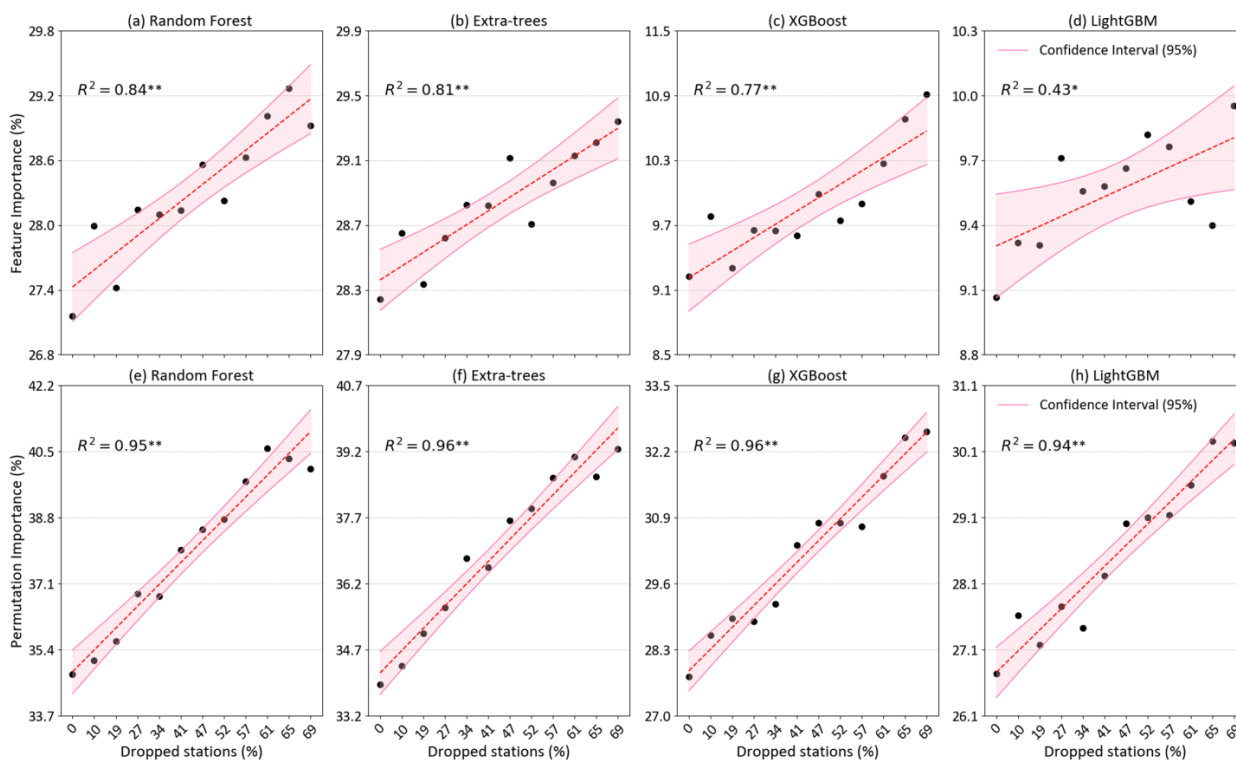 (a) Random Forest
(b) Extra-trees
(c) XGBoost
(d) LightGBM
Feature Importance (%)
29.8
29.2
28.6
28.0
27.4
26.8
R² = 0.84**
29.9
29.5
29.1
28.7
28.3
27.9
R² = 0.81**
11.5
10.9
10.3
9.7
9.1
8.5
R² = 0.77**
10.3
10.0
9.7
9.4
9.1
8.8
Confidence Interval (95%)
R² = 0.43*
(e) Random Forest
(f) Extra-trees
(g) XGBoost
(h) LightGBM
Permutation Importance (%)
42.2
40.5
38.8
37.1
35.4
33.7
R² = 0.95**
0 10 19 27 34 41 47 52 57 61 65 69
Dropped stations (%)
40.7
39.2
37.7
36.2
34.7
33.2
R² = 0.96**
0 10 19 27 34 41 47 52 57 61 65 69
Dropped stations (%)
33.5
32.2
30.9
29.6
28.3
27.0
R² = 0.96**
0 10 19 27 34 41 47 52 57 61 65 69
Dropped stations (%)
31.1
30.1
29.1
28.1
27.1
26.1
Confidence Interval (95%)
R² = 0.94**
0 10 19 27 34 41 47 52 57 61 65 69
Dropped stations (%)